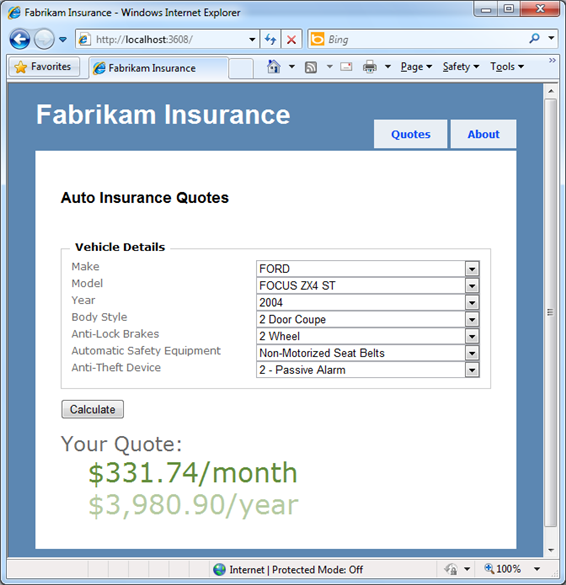 Fabrikam Insurance - Windows Internet Explorer
http://localhost:3608/
Bing
Favorites
Fabrikam Insurance
Page
Safety
Tools
Fabrikam Insurance
Quotes
About
Auto Insurance Quotes
Vehicle Details
Make FORD
Model FOCUS ZX4 ST
Year 2004
Body Style 2 Door Coupe
Anti-Lock Brakes 2 Wheel
Automatic Safety Equipment Non-Motorized Seat Belts
Anti-Theft Device 2 - Passive Alarm
Calculate
Your Quote:
$331.74/month
$3,980.90/year
Internet | Protected Mode: Off
100%